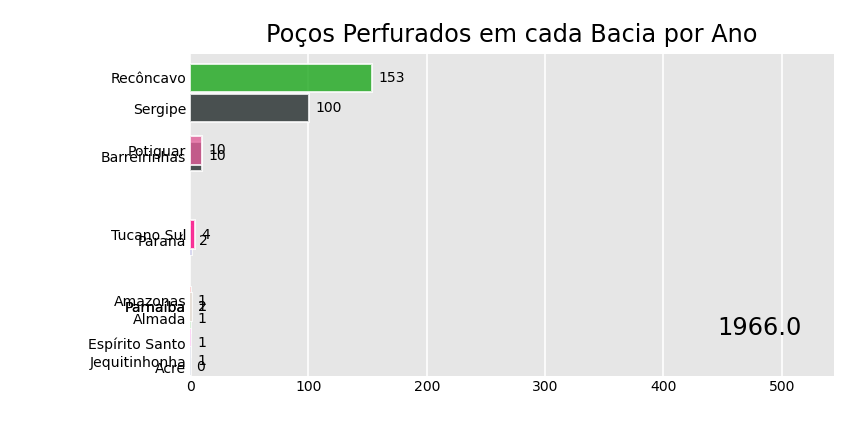 Poços Perfurados em cada Bacia por Ano
Recôncavo 153
Sergipe 100
Potiguar 10
Barreirinhas 10
Tucano Sul 4
Paraná 2
Amazonas 1
Parnaíba
Almada 1
1966.0
Espírito Santo 1
Jequitinhonha 1
Acre 0
0 100 200 300 400 500